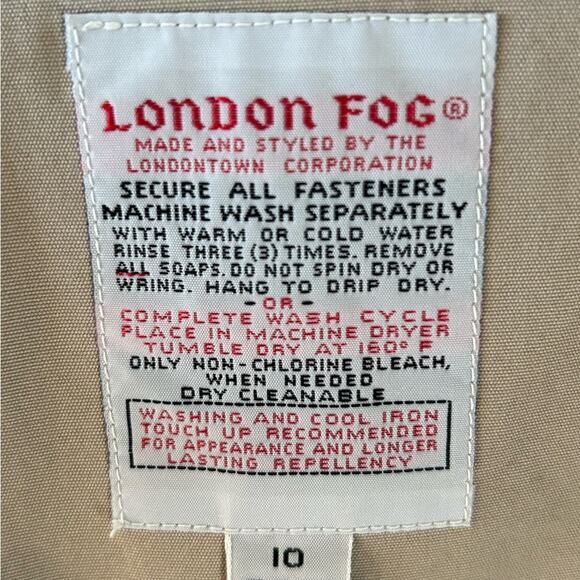 LONDON FOG®
MADE AND STYLED BY THE
LONDONTOWN CORPORATION
SECURE ALL FASTENERS
MACHINE WASH SEPARATELY
WITH WARM OR COLD WATER
RINSE THREE (3) TIMES. REMOVE
ALL SOAPS. DO NOT SPIN DRY OR
WRING. HANG TO DRIP DRY.
- OR -
COMPLETE WASH CYCLE
PLACE IN MACHINE DRYER
TUMBLE DRY AT 160° F
ONLY NON-CHLORINE BLEACH,
WHEN NEEDED
DRY CLEANABLE
WASHING AND COOL IRON
TOUCH UP RECOMMENDED
FOR APPEARANCE AND LONGER
LASTING REPELLENCY
10